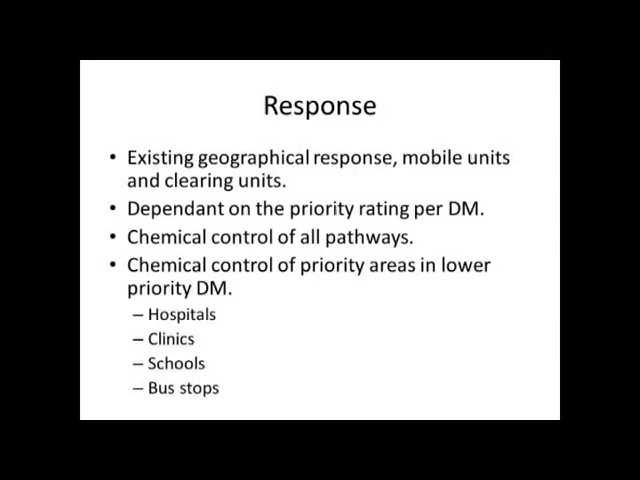 Response
• Existing geographical response, mobile units
and clearing units.
• Dependant on the priority rating per DM.
• Chemical control of all pathways.
• Chemical control of priority areas in lower
priority DM.
– Hospitals
– Clinics
– Schools
– Bus stops